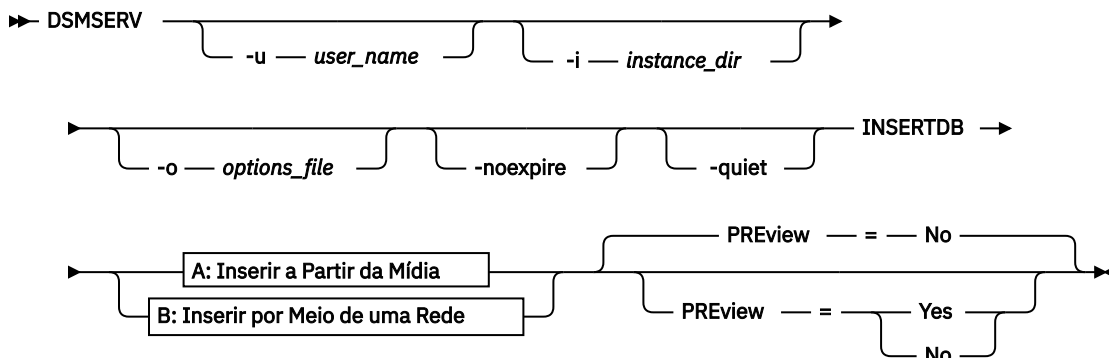 DSMSERV
-u user_name -i instance_dir
-o options_file -noexpire -quiet INSERTDB
PREview = No
A: Inserir a Partir da Mídia
B: Inserir por Meio de uma Rede
PREview = Yes
No